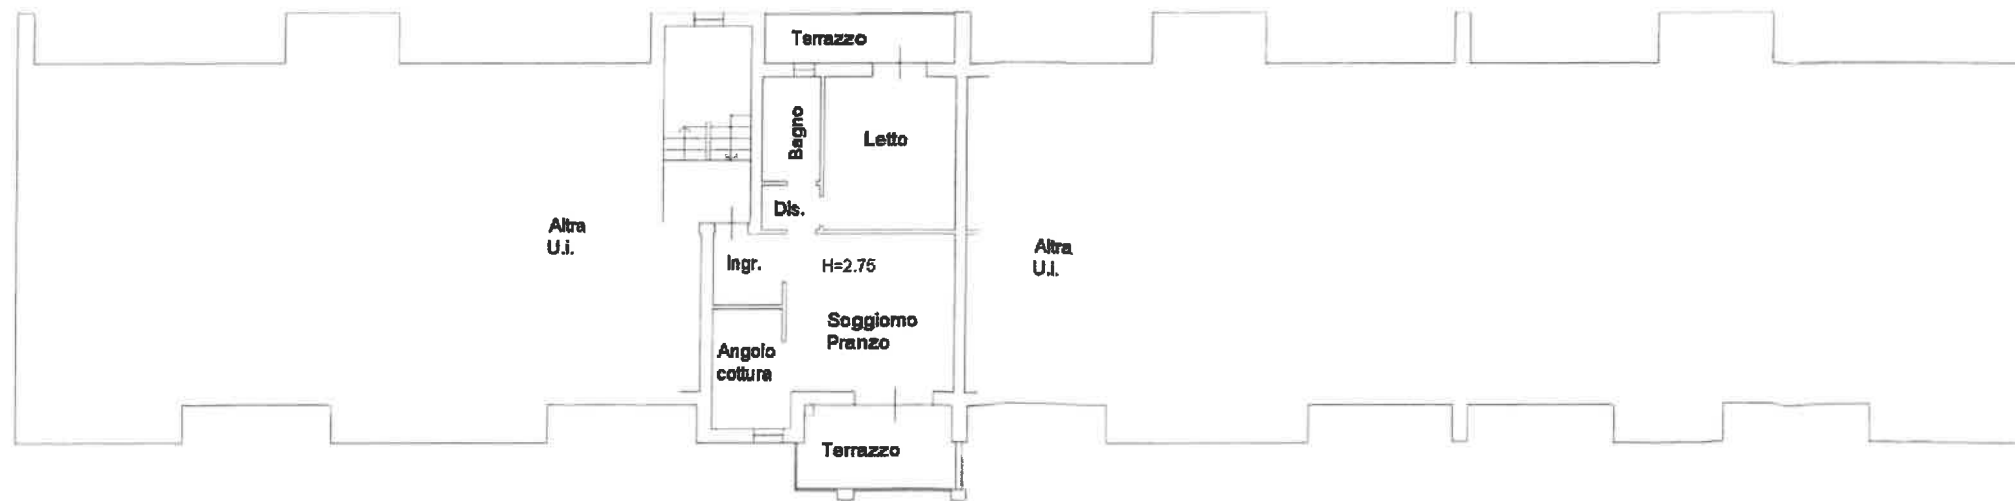 Terrazzo
Bagno
Letto
Dis.
Altra
U.i.
Ingr.
H=2.75
Altra
U.i.
Soggiorno
Pranzo
Angolo
cottura
Terrazzo